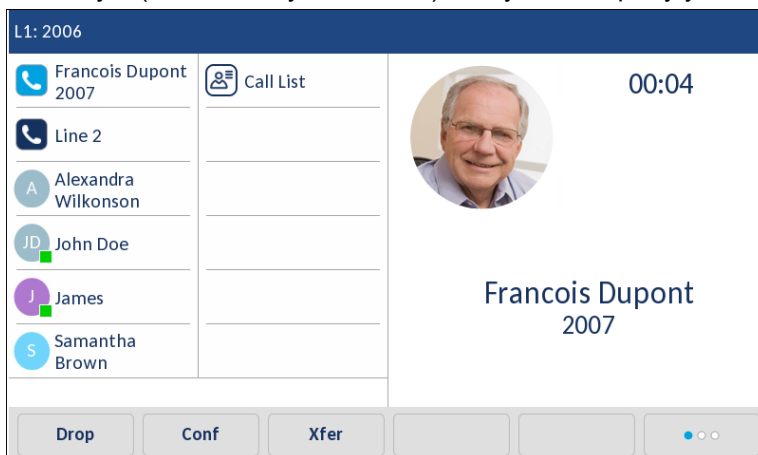 L1: 2006
Francois Dupont
2007
Line 2
A
Alexandra
Wilkonson
JD
John Doe
J
James
S
Samantha
Brown
Call List
00:04
Francois Dupont
2007
Drop
Conf
Xfer